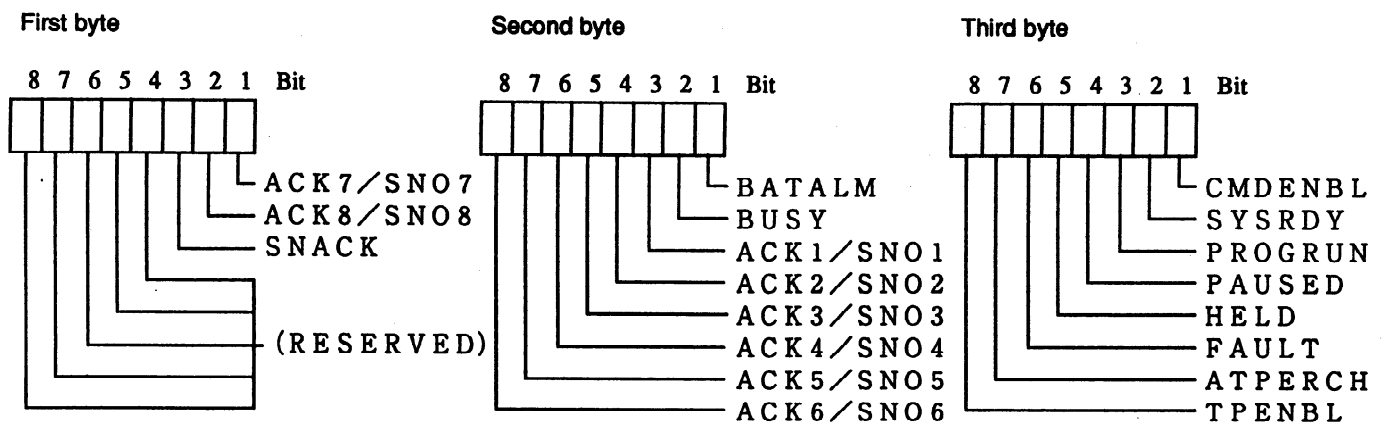 First byte
8 7 6 5 4 3 2 1 Bit
ACK7/SNO7
ACK8/SNO8
SNACK
(RESERVED)
Second byte
8 7 6 5 4 3 2 1 Bit
BATALM
BUSY
ACK1/SNO1
ACK2/SNO2
ACK3/SNO3
ACK4/SNO4
ACK5/SNO5
ACK6/SNO6
Third byte
8 7 6 5 4 3 2 1 Bit
CMDENBL
SYSRDY
PROGRUN
PAUSED
HELD
FAULT
ATPERCH
TPENBL